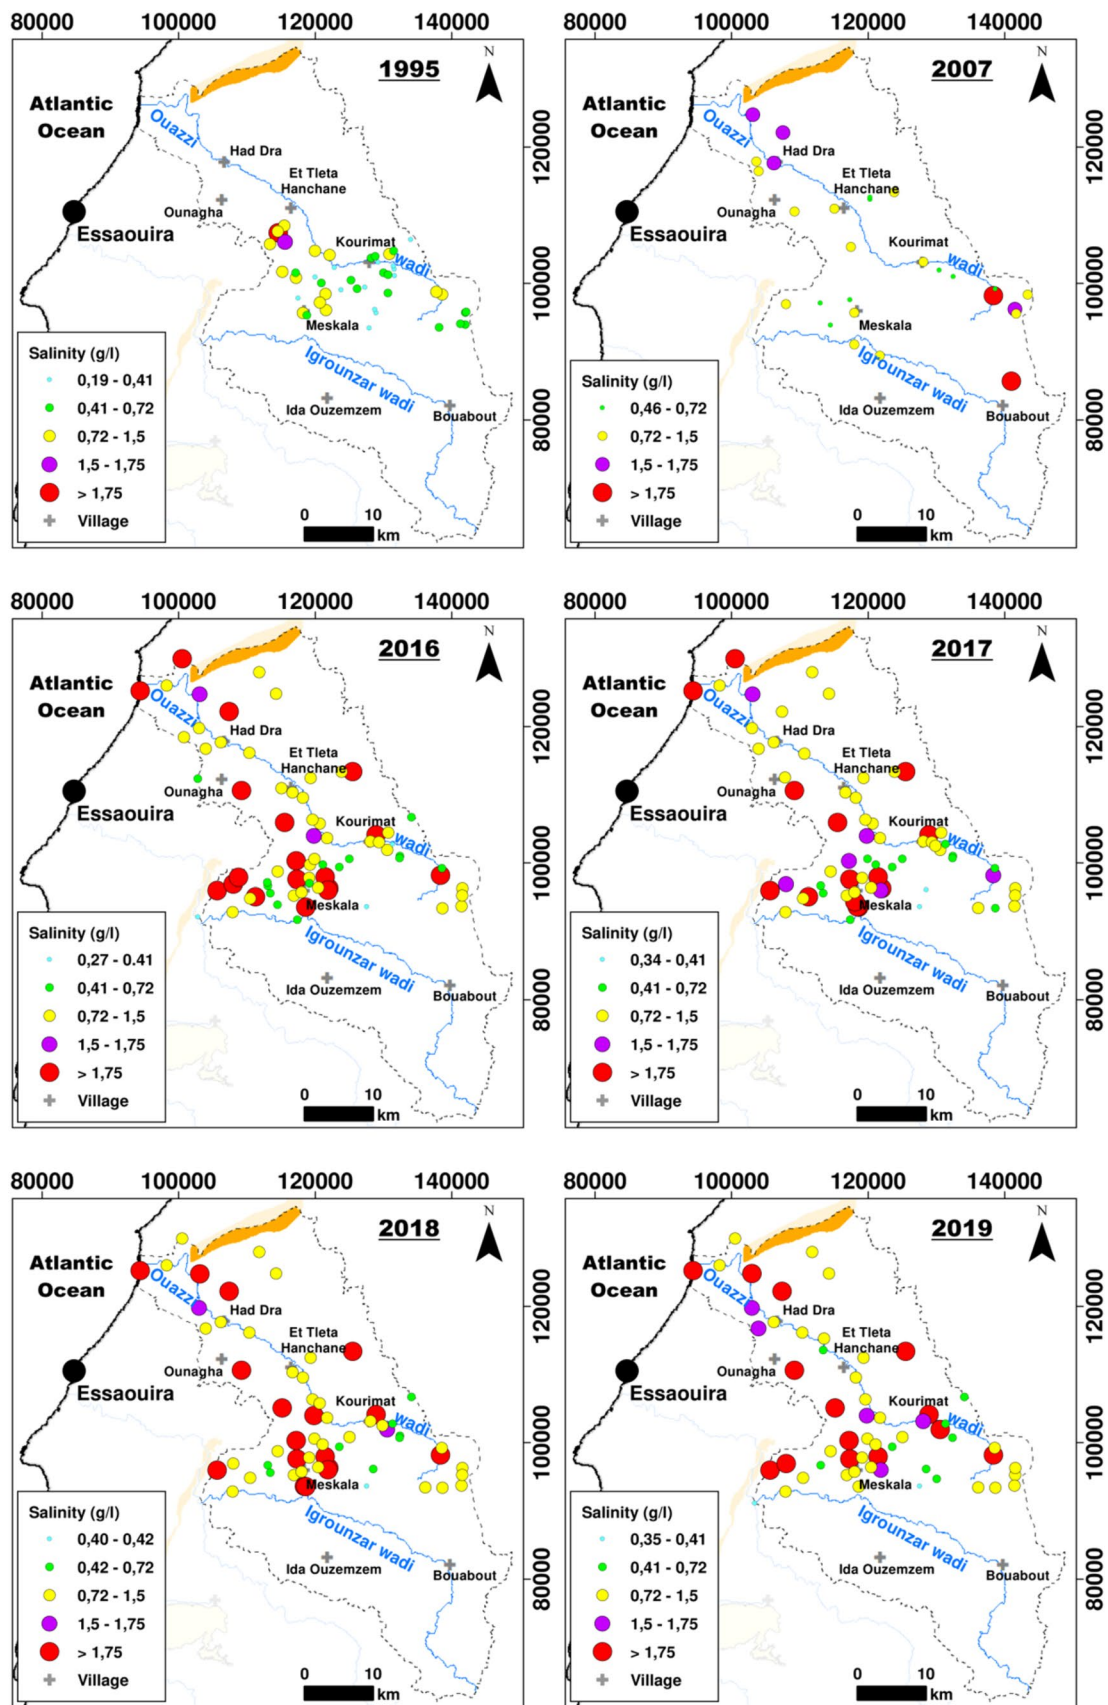 80000 100000 120000 140000
1995
N
Atlantic
Ocean
Ouazzi
Had Dra
Et Tleta
Hanchane
Ounagha
Essaouira
Kourimat
wadi
Meskala
Igrounzar wadi
Ida Ouzemzem
Bouabout
Salinity (g/l)
0,19 - 0,41
0,41 - 0,72
0,72 - 1,5
1,5 - 1,75
> 1,75
Village
0 10
km
80000 100000 120000 140000
2007
N
Atlantic
Ocean
Ouazzi
Had Dra
Et Tleta
Hanchane
Ounagha
Essaouira
Kourimat
wadi
Meskala
Igrounzar wadi
Ida Ouzemzem
Bouabout
Salinity (g/l)
0,46 - 0,72
0,72 - 1,5
1,5 - 1,75
> 1,75
Village
0 10
km
120000
100000
80000
80000 100000 120000 140000
2016
N
Atlantic
Ocean
Ouazzi
Had Dra
Et Tleta
Hanchane
Ounagha
Essaouira
Kourimat
wadi
Meskala
Igrounzar wadi
Ida Ouzemzem
Bouabout
Salinity (g/l)
0,27 - 0,41
0,41 - 0,72
0,72 - 1,5
1,5 - 1,75
> 1,75
Village
0 10
km
80000 100000 120000 140000
2017
N
Atlantic
Ocean
Ouazzi
Had Dra
Et Tleta
Hanchane
Ounagha
Essaouira
Kourimat
wadi
Meskala
Igrounzar wadi
Ida Ouzemzem
Bouabout
Salinity (g/l)
0,34 - 0,41
0,41 - 0,72
0,72 - 1,5
1,5 - 1,75
> 1,75
Village
0 10
km
120000
100000
80000
80000 100000 120000 140000
2018
N
Atlantic
Ocean
Ouazzi
Had Dra
Et Tleta
Hanchane
Ounagha
Essaouira
Kourimat
wadi
Meskala
Igrounzar wadi
Ida Ouzemzem
Bouabout
Salinity (g/l)
0,40 - 0,42
0,42 - 0,72
0,72 - 1,5
1,5 - 1,75
> 1,75
Village
0 10
km
80000 100000 120000 140000
2019
N
Atlantic
Ocean
Ouazzi
Had Dra
Et Tleta
Hanchane
Ounagha
Essaouira
Kourimat
wadi
Meskala
Igrounzar wadi
Ida Ouzemzem
Bouabout
Salinity (g/l)
0,35 - 0,41
0,41 - 0,72
0,72 - 1,5
1,5 - 1,75
> 1,75
Village
0 10
km
120000
100000
80000